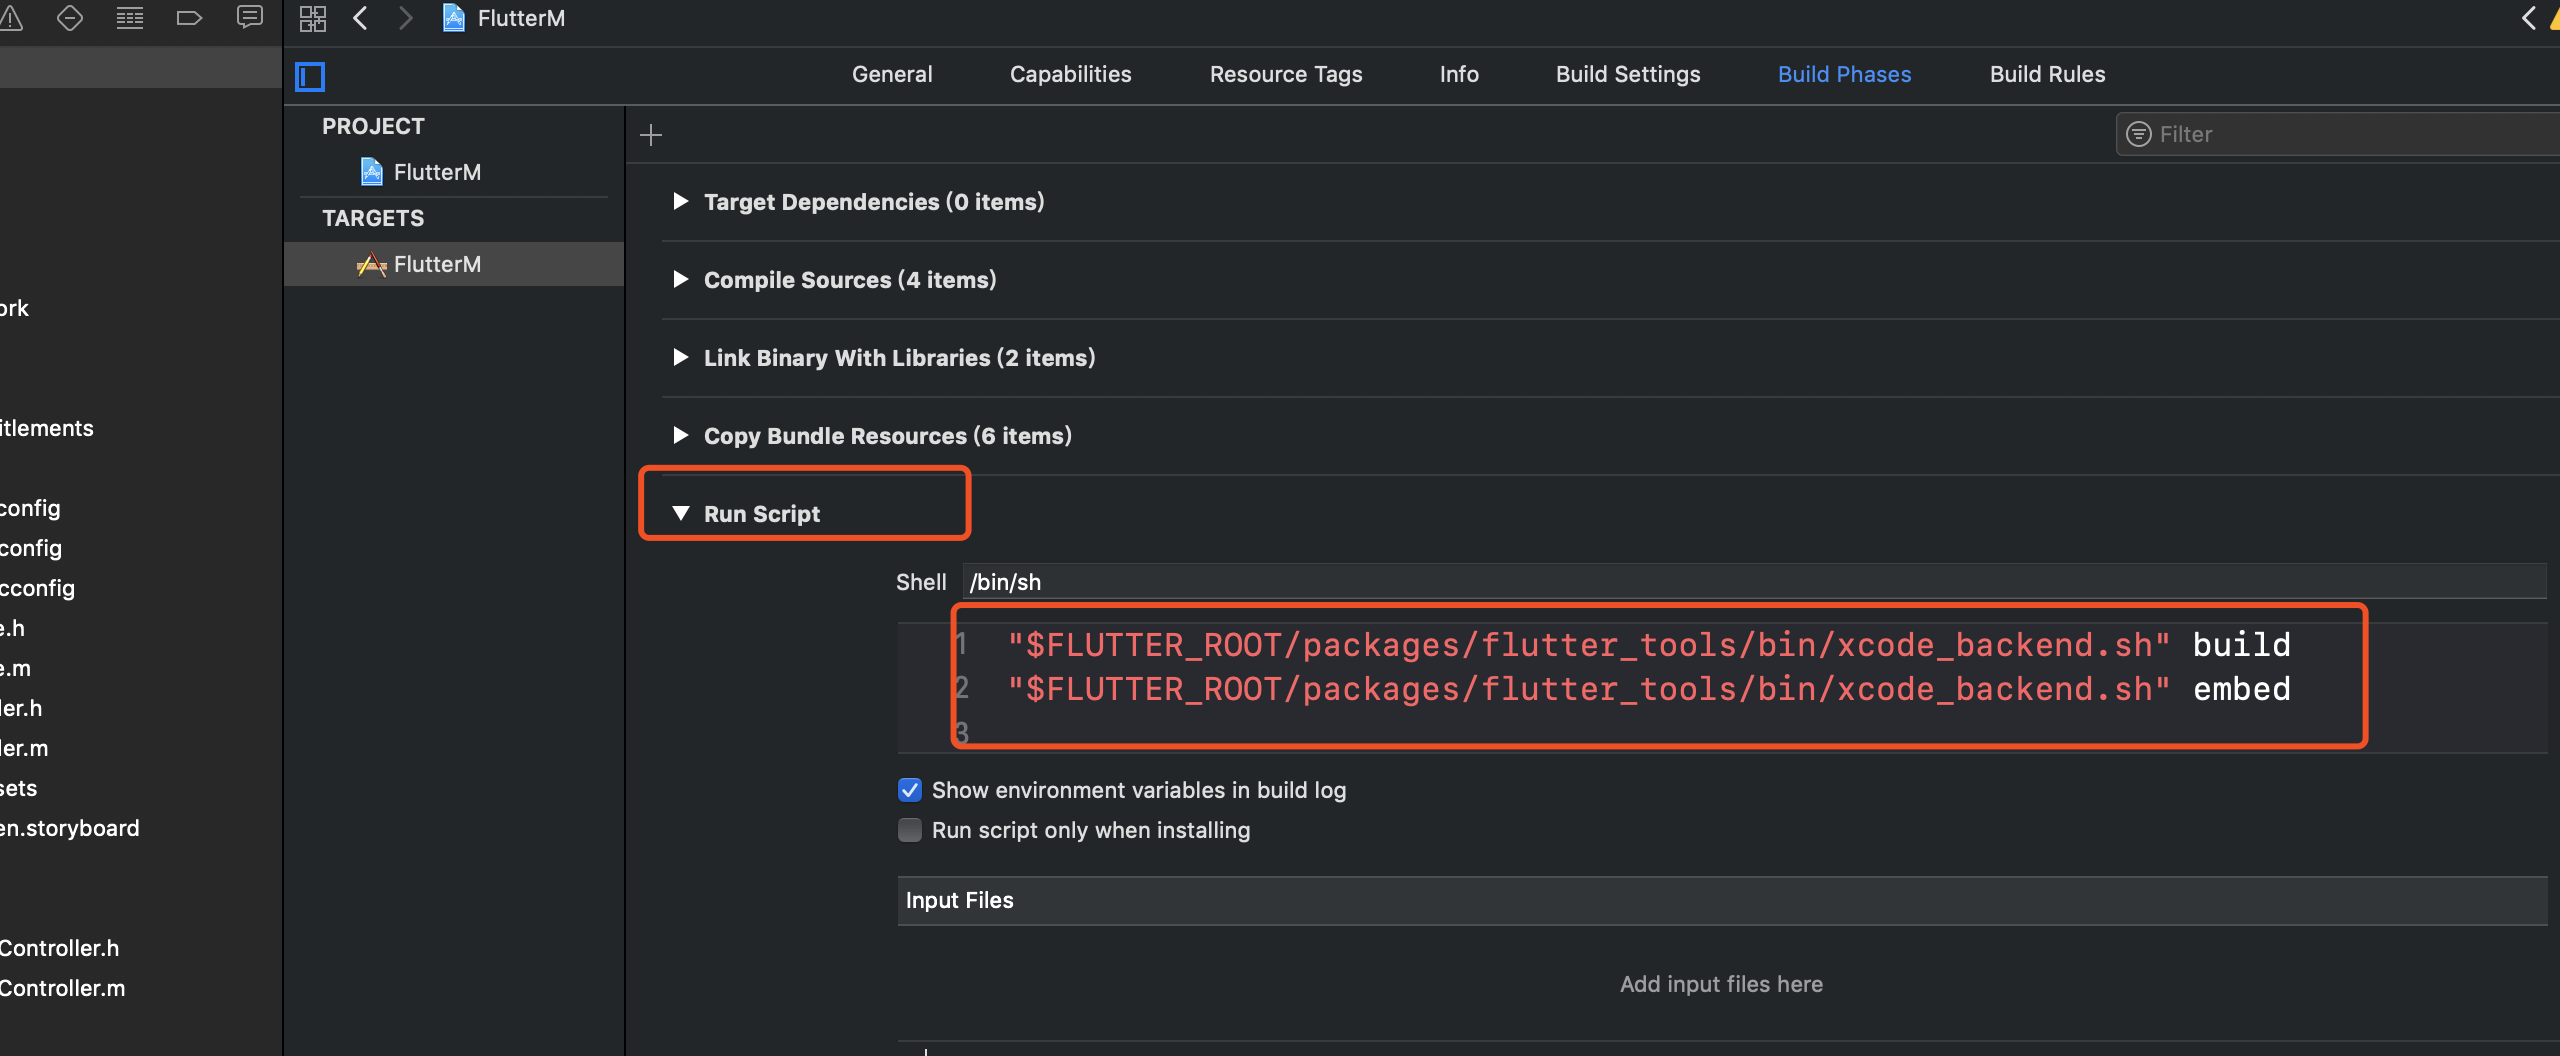 FlutterM
General Capabilities Resource Tags Info Build Settings Build Phases Build Rules
PROJECT
FlutterM
TARGETS
FlutterM
Filter
Target Dependencies (0 items)
Compile Sources (4 items)
Link Binary With Libraries (2 items)
Copy Bundle Resources (6 items)
Run Script
Shell /bin/sh
1 "$FLUTTER_ROOT/packages/flutter_tools/bin/xcode_backend.sh" build
2 "$FLUTTER_ROOT/packages/flutter_tools/bin/xcode_backend.sh" embed
3
Show environment variables in build log
Run script only when installing
Input Files
Add input files here
ork
itlements
config
config
cconfig
e.h
e.m
ler.h
ler.m
sets
en.storyboard
Controller.h
Controller.m